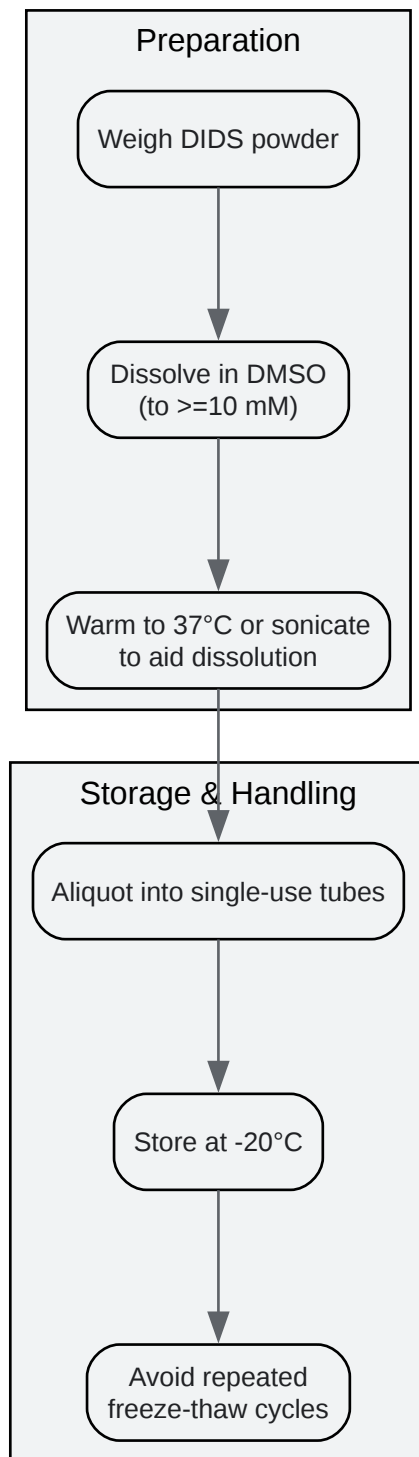 Preparation
Weigh DIDS powder
Dissolve in DMSO
(to >=10 mM)
Warm to 37°C or sonicate
to aid dissolution
Storage & Handling
Aliquot into single-use tubes
Store at -20°C
Avoid repeated
freeze-thaw cycles